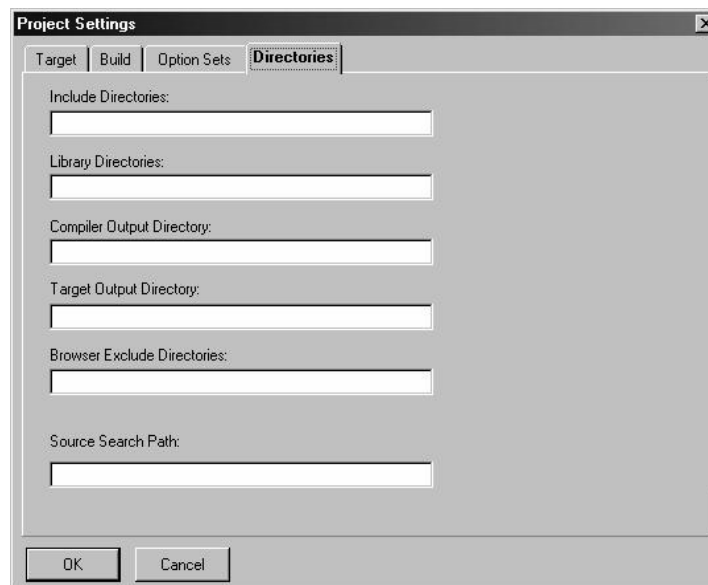 Project Settings
Target Build Option Sets Directories
Include Directories:
Library Directories:
Compiler Output Directory:
Target Output Directory:
Browser Exclude Directories:
Source Search Path:
OK Cancel